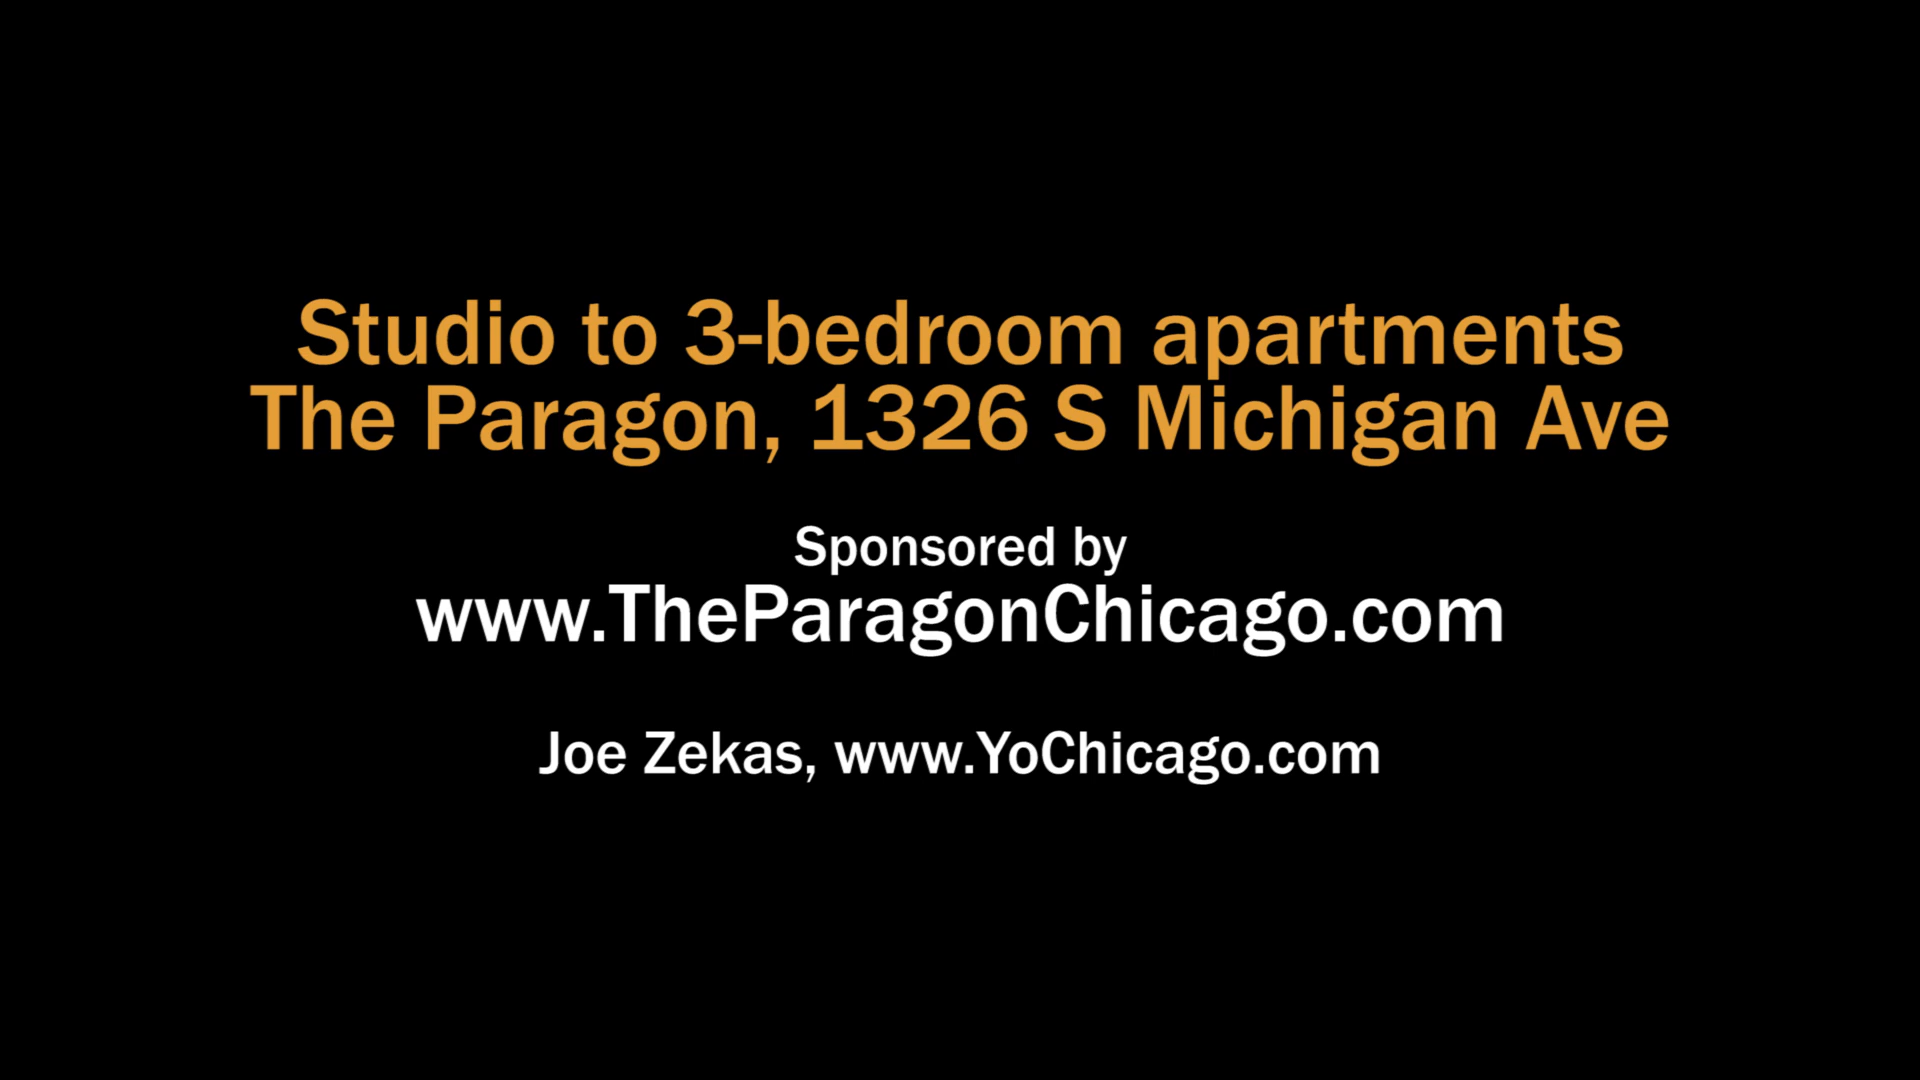 Studio to 3-bedroom apartments
The Paragon, 1326 S Michigan Ave
Sponsored by
www.TheParagonChicago.com
Joe Zekas, www.YoChicago.com